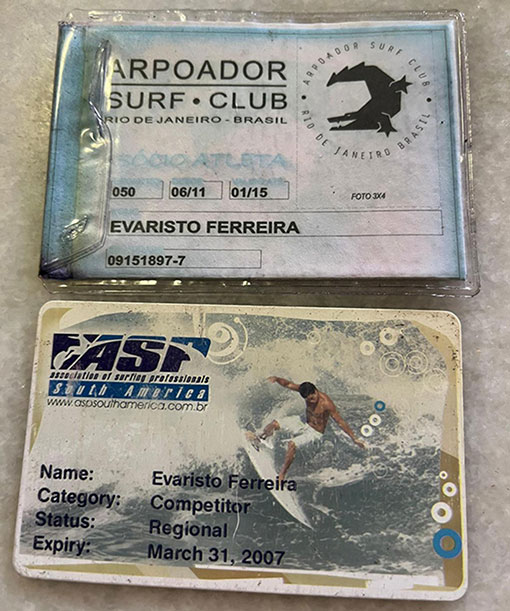 ARPOADOR
SURF • CLUB
RIO DE JANEIRO - BRASIL
ARPOADOR SURF CLUB
RIO DE JANEIRO BRASIL
SÓCIO ATLETA
050 06/11 01/15
FOTO 3X4
EVARISTO FERREIRA
09151897-7
ASP
association of surfing professionals
South America
www.aspsouthamerica.com.br
Name: Evaristo Ferreira
Category: Competitor
Status: Regional
Expiry: March 31, 2007